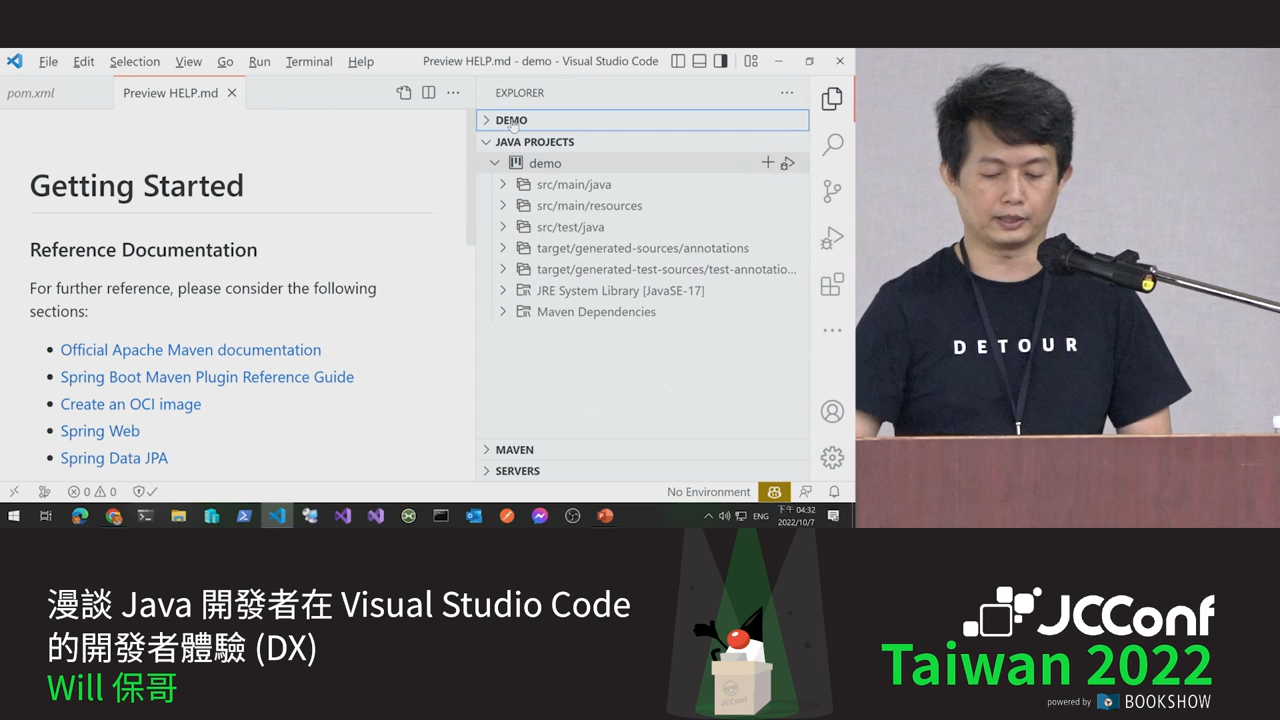 File Edit Selection View Go Run Terminal Help Preview HELP.md - demo - Visual Studio Code
pom.xml
Preview HELP.md
EXPLORER
Getting Started
Reference Documentation
For further reference, please consider the following
sections:
Official Apache Maven documentation
Spring Boot Maven Plugin Reference Guide
Create an OCI image
Spring Web
Spring Data JPA
DEMO
JAVA PROJECTS
demo
src/main/java
src/main/resources
src/test/java
target/generated-sources/annotations
target/generated-test-sources/test-annotatio...
JRE System Library [JavaSE-17]
Maven Dependencies
MAVEN
SERVERS
0 0
No Environment
ENG
下午 04:32
2022/10/7
DETOUR
漫談 Java 開發者在 Visual Studio Code
的開發者體驗 (DX)
Will 保哥
JCConf
JCConf
Taiwan 2022
powered by BOOKSHOW